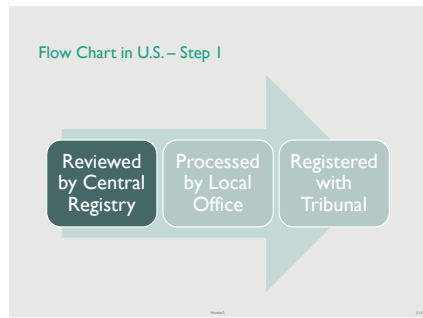 Flow Chart in U.S. – Step 1
Reviewed
by Central
Registry
Processed
by Local
Office
Registered
with
Tribunal